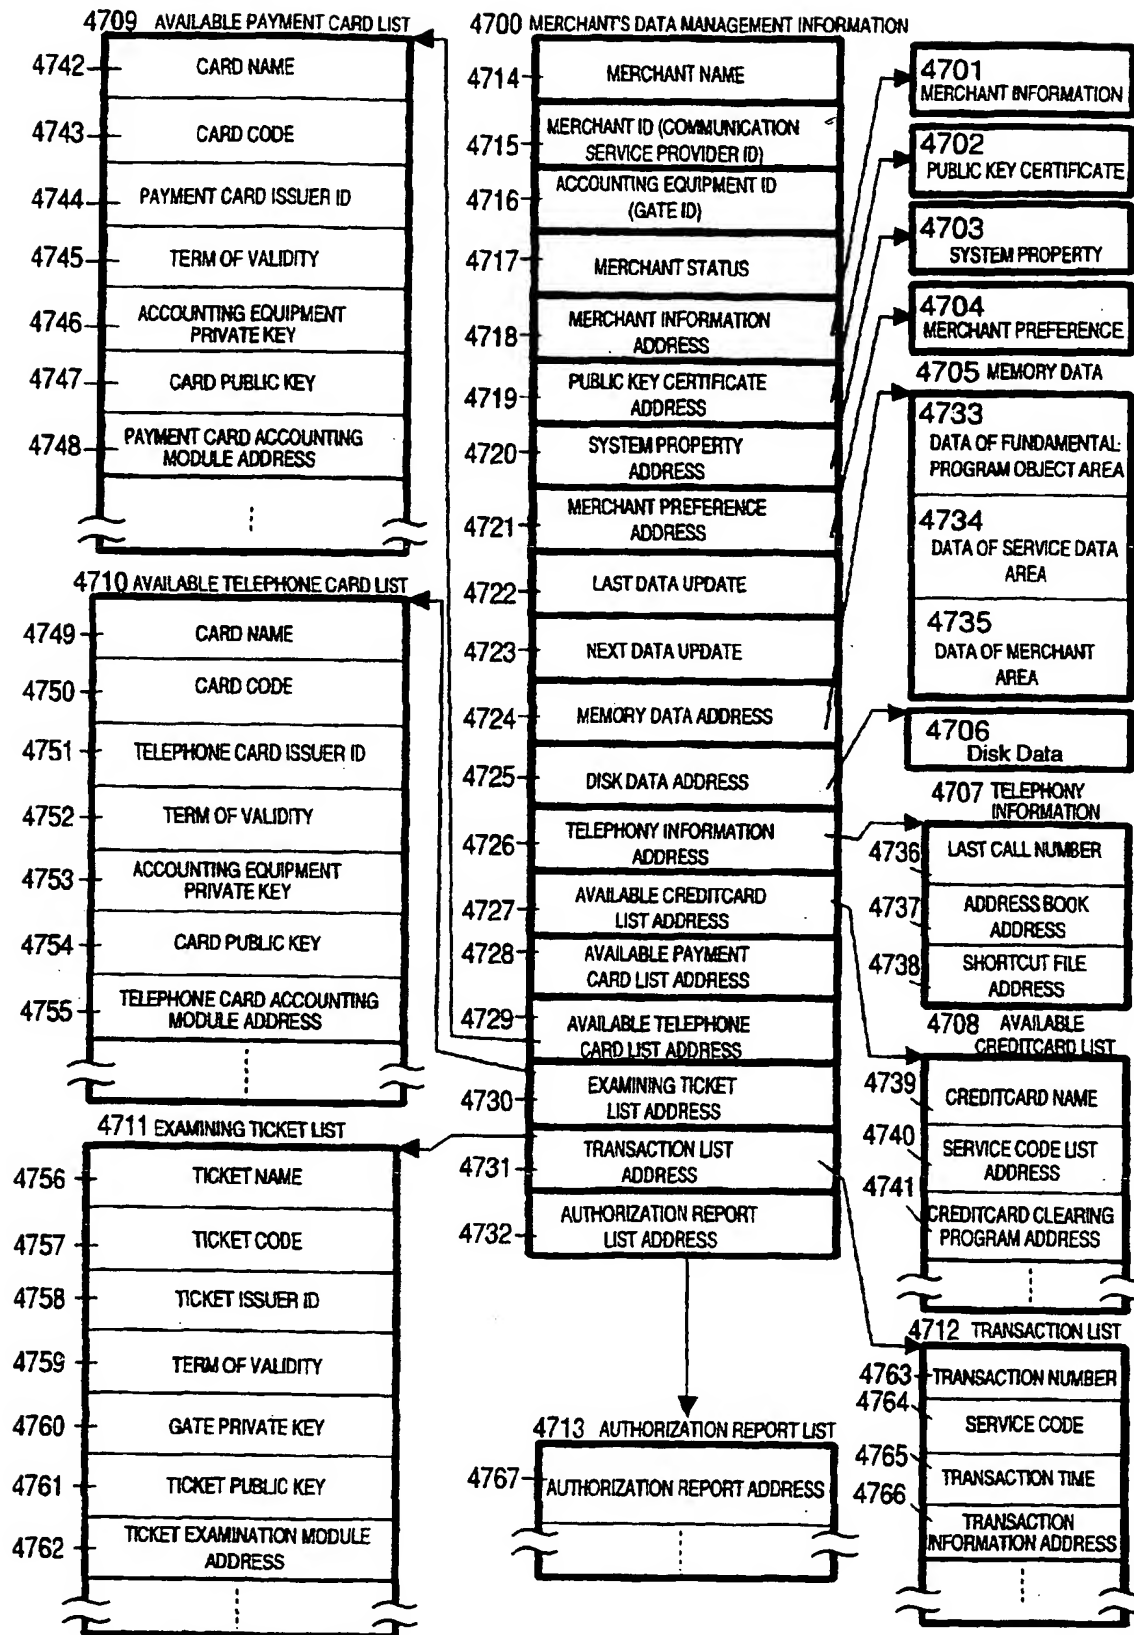 4709 AVAILABLE PAYMENT CARD LIST
4742 CARD NAME
4743 CARD CODE
4744 PAYMENT CARD ISSUER ID
4745 TERM OF VALIDITY
4746 ACCOUNTING EQUIPMENT
PRIVATE KEY
4747 CARD PUBLIC KEY
4748 PAYMENT CARD ACCOUNTING
MODULE ADDRESS
4710 AVAILABLE TELEPHONE CARD LIST
4749 CARD NAME
4750 CARD CODE
4751 TELEPHONE CARD ISSUER ID
4752 TERM OF VALIDITY
4753 ACCOUNTING EQUIPMENT
PRIVATE KEY
4754 CARD PUBLIC KEY
4755 TELEPHONE CARD ACCOUNTING
MODULE ADDRESS
4711 EXAMINING TICKET LIST
4756 TICKET NAME
4757 TICKET CODE
4758 TICKET ISSUER ID
4759 TERM OF VALIDITY
4760 GATE PRIVATE KEY
4761 TICKET PUBLIC KEY
4762 TICKET EXAMINATION MODULE
ADDRESS
4700 MERCHANT'S DATA MANAGEMENT INFORMATION
4714 MERCHANT NAME
4715 MERCHANT ID (COMMUNICATION
SERVICE PROVIDER ID)
4716 ACCOUNTING EQUIPMENT ID
(GATE ID)
4717 MERCHANT STATUS
4718 MERCHANT INFORMATION
ADDRESS
4719 PUBLIC KEY CERTIFICATE
ADDRESS
4720 SYSTEM PROPERTY
ADDRESS
4721 MERCHANT PREFERENCE
ADDRESS
4722 LAST DATA UPDATE
4723 NEXT DATA UPDATE
4724 MEMORY DATA ADDRESS
4725 DISK DATA ADDRESS
4726 TELEPHONY INFORMATION
ADDRESS
4727 AVAILABLE CREDITCARD
LIST ADDRESS
4728 AVAILABLE PAYMENT
CARD LIST ADDRESS
4729 AVAILABLE TELEPHONE
CARD LIST ADDRESS
4730 EXAMINING TICKET
LIST ADDRESS
4731 TRANSACTION LIST
ADDRESS
4732 AUTHORIZATION REPORT
LIST ADDRESS
4713 AUTHORIZATION REPORT LIST
4767 AUTHORIZATION REPORT ADDRESS
4701
MERCHANT INFORMATION
4702
PUBLIC KEY CERTIFICATE
4703
SYSTEM PROPERTY
4704
MERCHANT PREFERENCE
4705 MEMORY DATA
4733
DATA OF FUNDAMENTAL
PROGRAM OBJECT AREA
4734
DATA OF SERVICE DATA
AREA
4735
DATA OF MERCHANT
AREA
4706
Disk Data
4707 TELEPHONY
INFORMATION
4736 LAST CALL NUMBER
4737 ADDRESS BOOK
ADDRESS
4738 SHORTCUT FILE
ADDRESS
4708 AVAILABLE
CREDITCARD LIST
4739 CREDITCARD NAME
4740 SERVICE CODE LIST
ADDRESS
4741 CREDITCARD CLEARING
PROGRAM ADDRESS
4712 TRANSACTION LIST
4763 TRANSACTION NUMBER
4764 SERVICE CODE
4765 TRANSACTION TIME
4766 TRANSACTION
INFORMATION ADDRESS